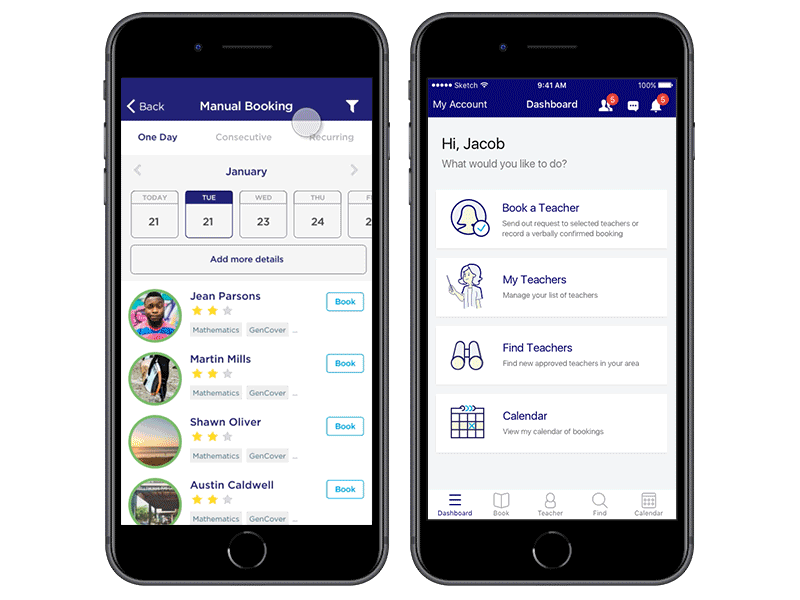 Back
Manual Booking
One Day
Consecutive
Recurring
January
TODAY
21
TUE
21
WED
23
THU
24
FRI
2
Add more details
Jean Parsons
Book
Mathematics
GenCover
...
Martin Mills
Book
Mathematics
GenCover
...
Shawn Oliver
Book
Mathematics
GenCover
...
Austin Caldwell
Book
Mathematics
GenCover
...
Sketch
9:41 AM
100%
My Account
Dashboard
5
5
Hi, Jacob
What would you like to do?
Book a Teacher
Send out request to selected teachers or
record a verbally confirmed booking
My Teachers
Manage your list of teachers
Find Teachers
Find new approved teachers in your area
Calendar
View my calendar of bookings
Dashboard
Book
Teacher
Find
Calendar